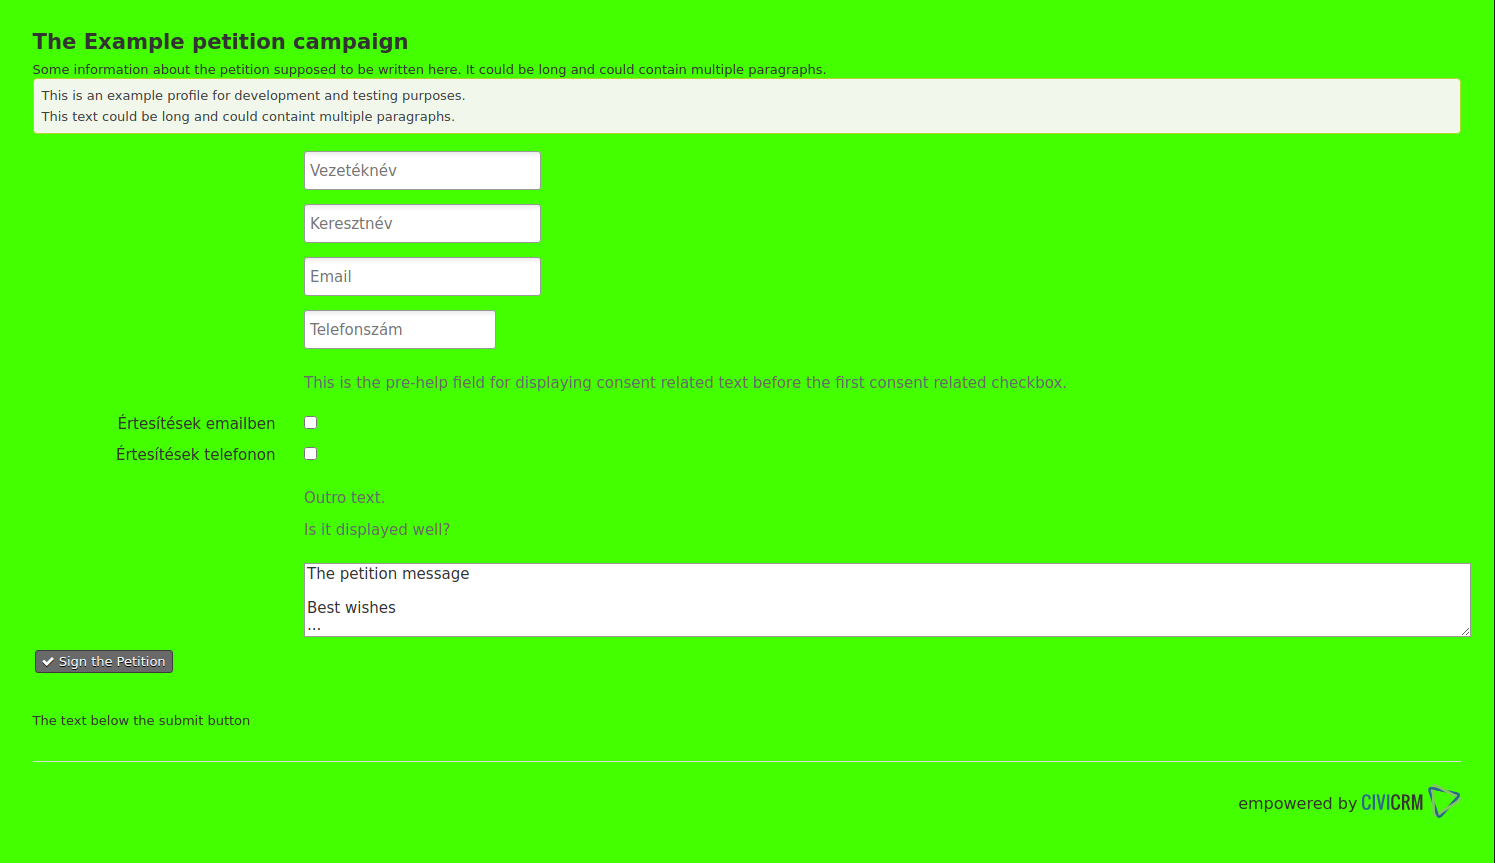 The Example petition campaign
Some information about the petition supposed to be written here. It could be long and could contain multiple paragraphs.
This is an example profile for development and testing purposes.
This text could be long and could containt multiple paragraphs.
Vezetéknév
Keresztnév
Email
Telefonszám
This is the pre-help field for displaying consent related text before the first consent related checkbox.
Értesítések emailben
Értesítések telefonon
Outro text.
Is it displayed well?
The petition message
Best wishes
...
Sign the Petition
The text below the submit button
empowered by CIVICRM